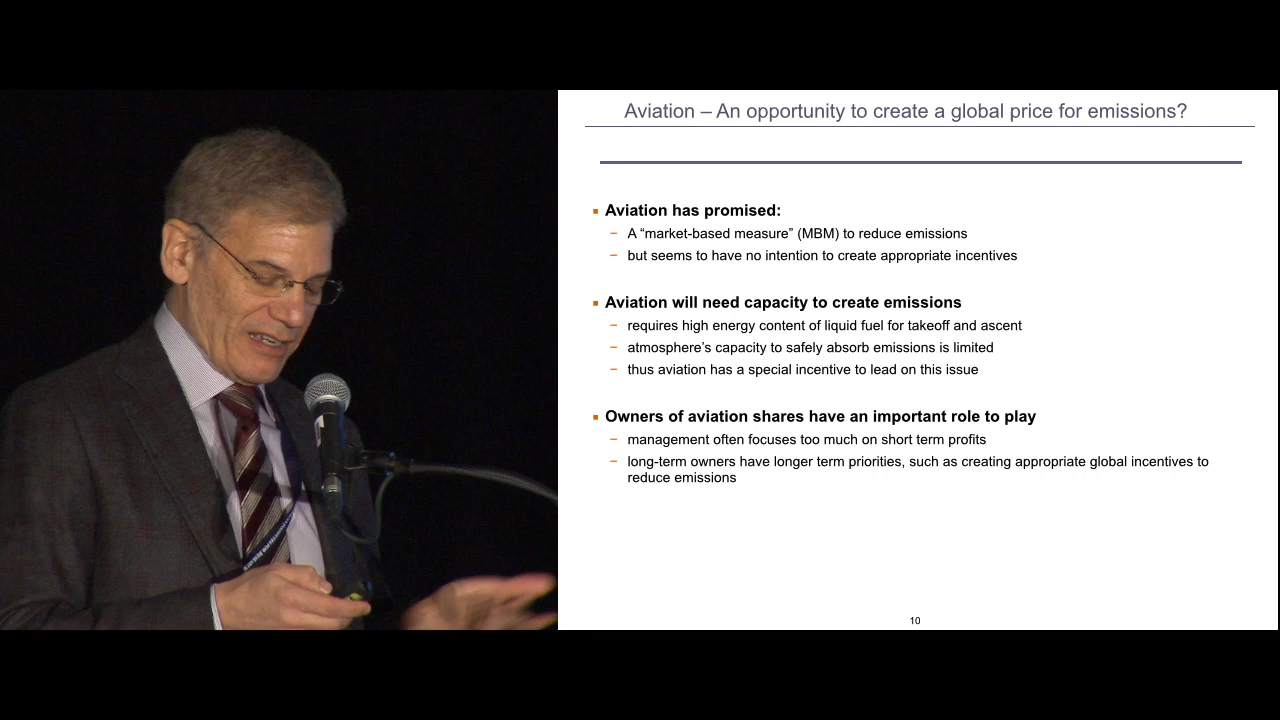 Aviation – An opportunity to create a global price for emissions?
▪ Aviation has promised:
− A “market-based measure” (MBM) to reduce emissions
− but seems to have no intention to create appropriate incentives
▪ Aviation will need capacity to create emissions
− requires high energy content of liquid fuel for takeoff and ascent
− atmosphere’s capacity to safely absorb emissions is limited
− thus aviation has a special incentive to lead on this issue
▪ Owners of aviation shares have an important role to play
− management often focuses too much on short term profits
− long-term owners have longer term priorities, such as creating appropriate global incentives to
reduce emissions
10